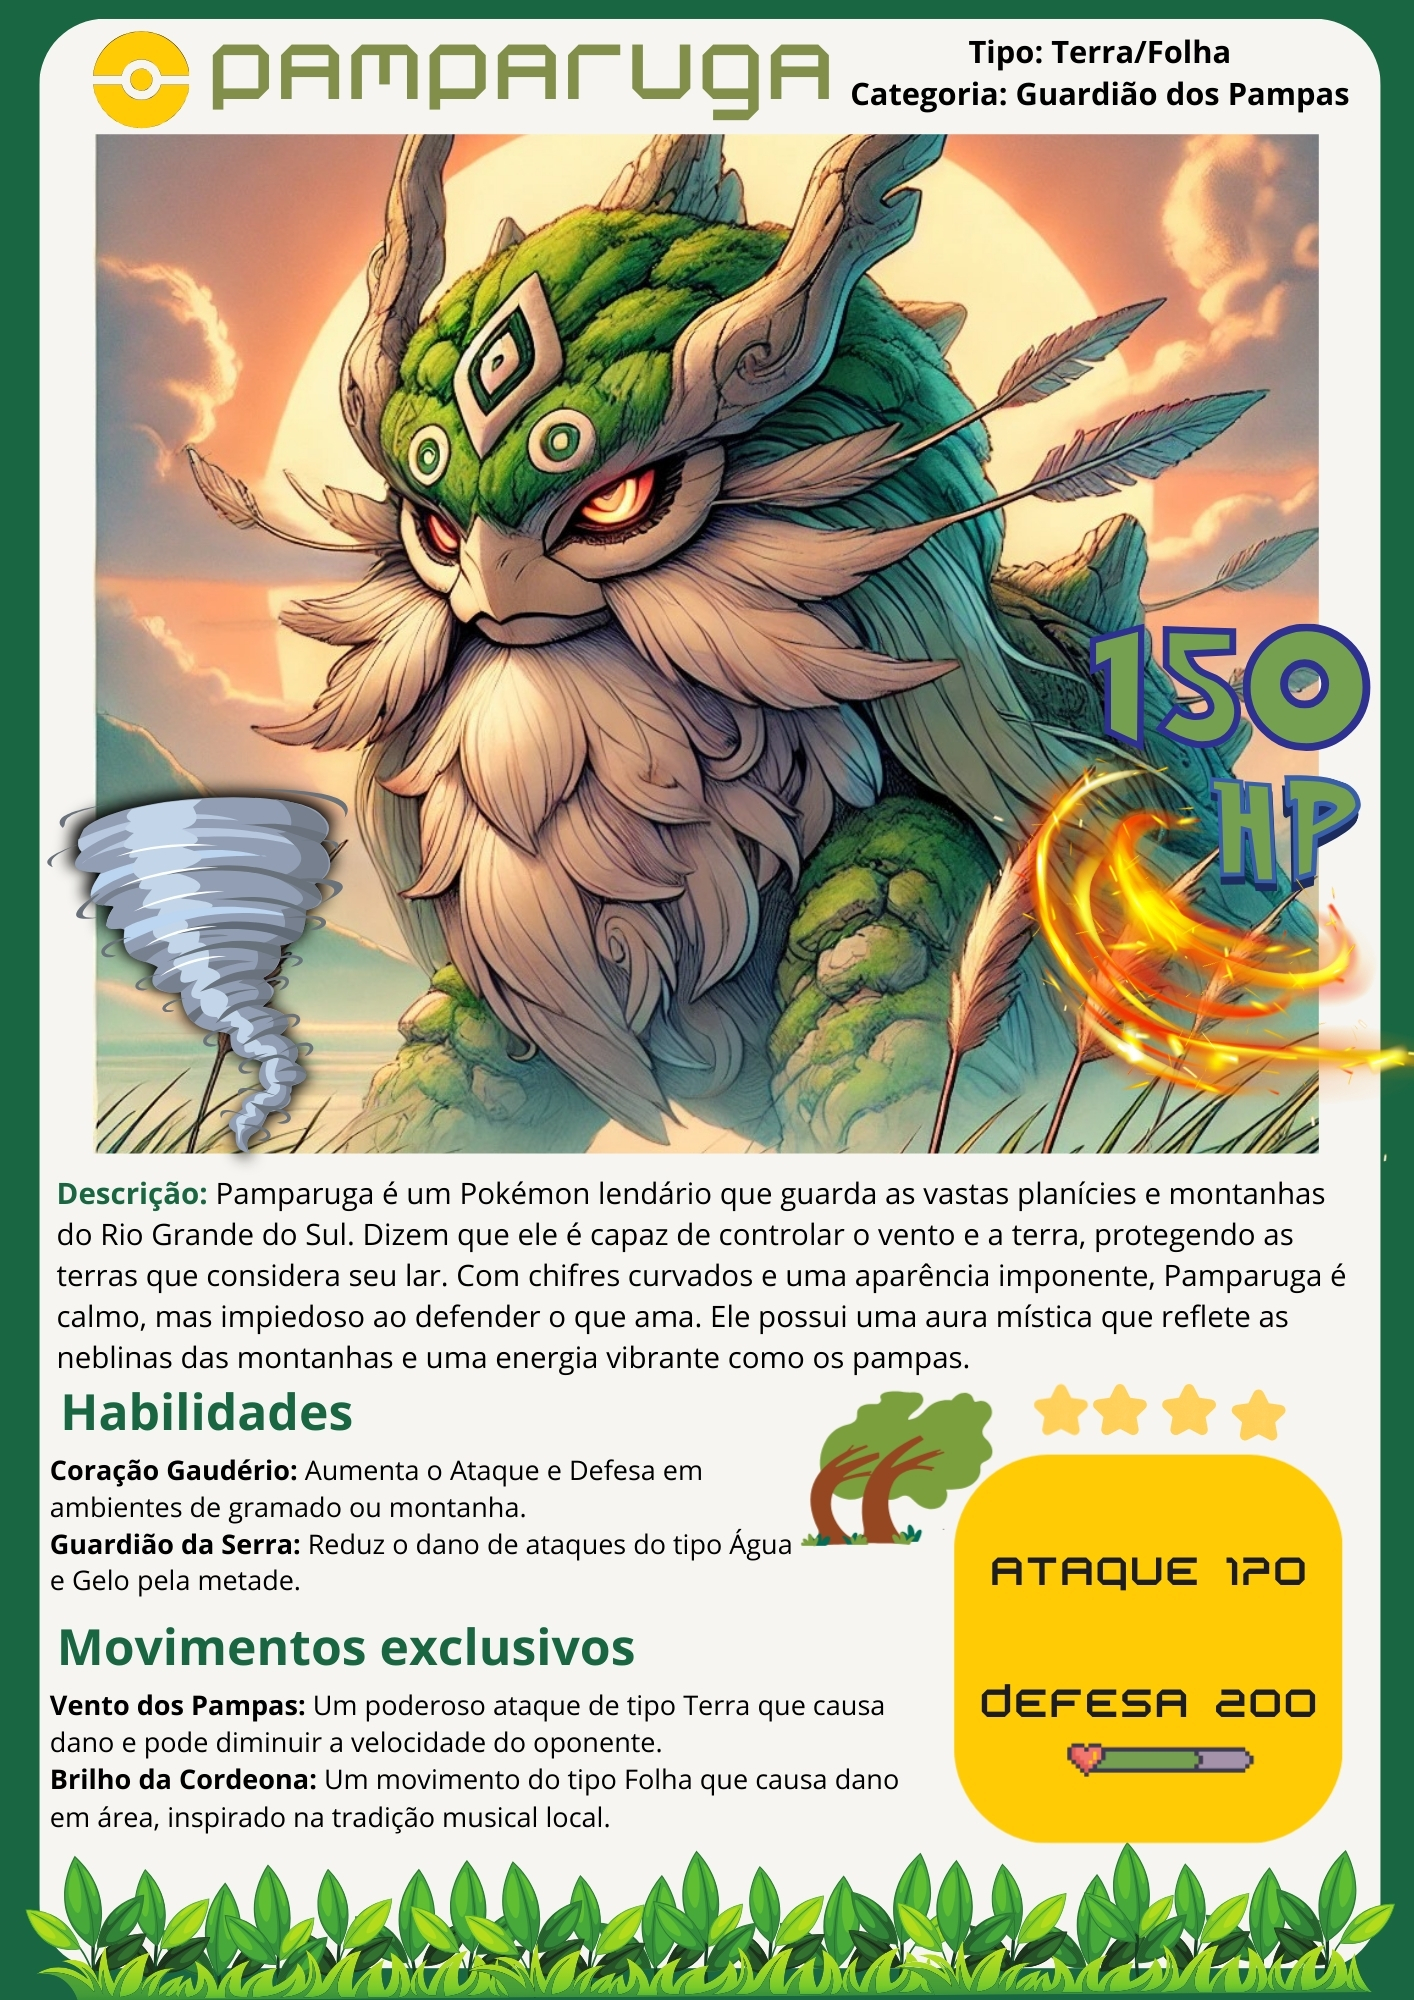 pamparuga
Tipo: Terra/Folha
Categoria: Guardião dos Pampas
150
HP
Descrição: Pamparuga é um Pokémon lendário que guarda as vastas planícies e montanhas
do Rio Grande do Sul. Dizem que ele é capaz de controlar o vento e a terra, protegendo as
terras que considera seu lar. Com chifres curvados e uma aparência imponente, Pamparuga é
calmo, mas impiedoso ao defender o que ama. Ele possui uma aura mística que reflete as
neblinas das montanhas e uma energia vibrante como os pampas.
Habilidades
Coração Gaudério: Aumenta o Ataque e Defesa em
ambientes de gramado ou montanha.
Guardião da Serra: Reduz o dano de ataques do tipo Água
e Gelo pela metade.
Movimentos exclusivos
Vento dos Pampas: Um poderoso ataque de tipo Terra que causa
dano e pode diminuir a velocidade do oponente.
Brilho da Cordeona: Um movimento do tipo Folha que causa dano
em área, inspirado na tradição musical local.
ATAQUE 170
DEFESA 200